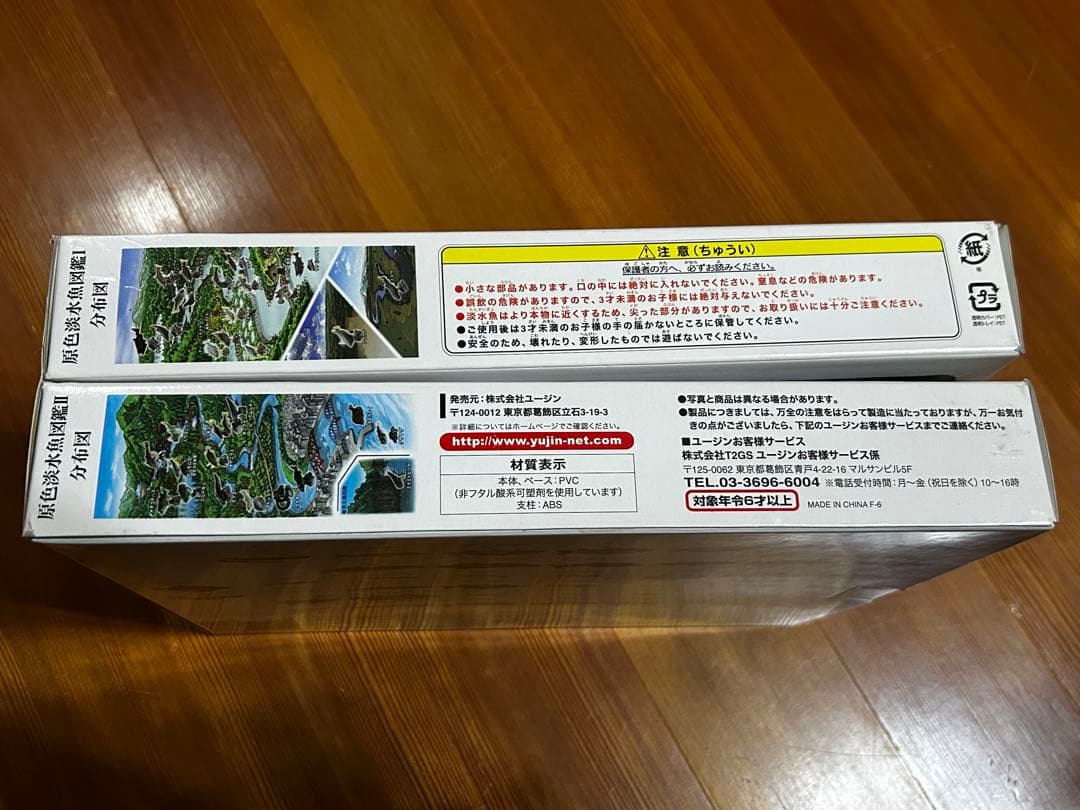 原色淡水魚図鑑I
分布図
注意(ちゅうい)
保護者の方へ、必ずお読みください。
●小さな部品があります。口の中には絶対に入れないでください。窒息などの危険があります。
●誤飲の危険がありますので、3才未満のお子様には絶対与えないでください。
●淡水魚はより本物に近くするため、尖った部分がありますので、お取り扱いには十分ご注意ください。
●ご使用後は3才未満のお子様の手の届かないところに保管してください。
●安全のため、壊れたり、変形したものでは遊ばないでください。
紙
プラ
透明カバー:PET
透明トレイ:PET
原色淡水魚図鑑II
分布図
発売元:株式会社ユージン
〒124-0012 東京都葛飾区立石3-19-3
※詳細についてはホームページでご確認ください。
http://www.yujin-net.com
材質表示
本体、ベース:PVC
(非フタル酸系可塑剤を使用しています)
支柱:ABS
●写真と商品は異なる場合があります。
●製品につきましては、万全の注意をはらって製造に当たっておりますが、万一お気付
きの点がございましたら、下記のユージンお客様サービスまでご連絡ください。
■ユージンお客様サービス
株式会社T2GS ユージンお客様サービス係
〒125-0062 東京都葛飾区青戸4-22-16 マルサンビル5F
TEL.03-3696-6004 ※電話受付時間:月～金(祝日を除く)10～16時
対象年令6才以上 MADE IN CHINA F-6